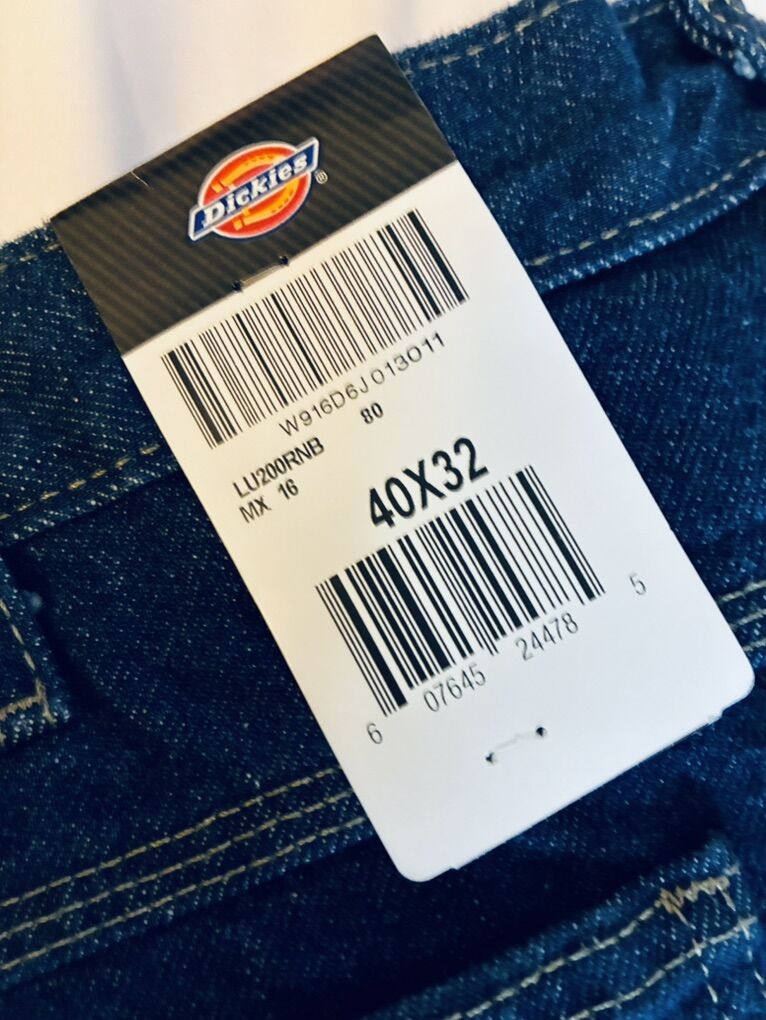 Dickies®
W916D6J013011
LU200RNB 80
MX 16
40X32
6 07645 24478 5